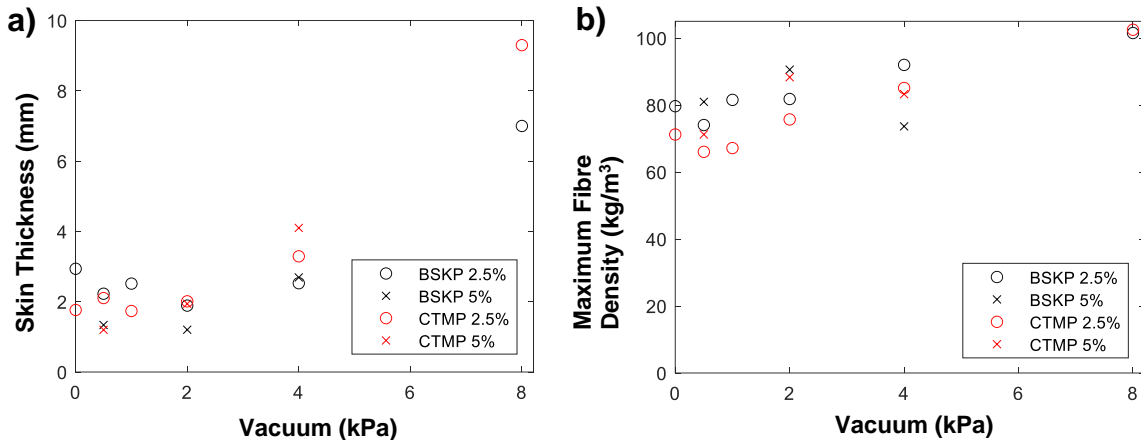 a)
Skin Thickness (mm)
10
8
6
4
2
0
0
2
4
6
8
Vacuum (kPa)
BSKP 2.5%
BSKP 5%
CTMP 2.5%
CTMP 5%
b)
Maximum Fibre
Density (kg/m³)
100
80
60
40
20
0
0
2
4
6
8
Vacuum (kPa)
BSKP 2.5%
BSKP 5%
CTMP 2.5%
CTMP 5%